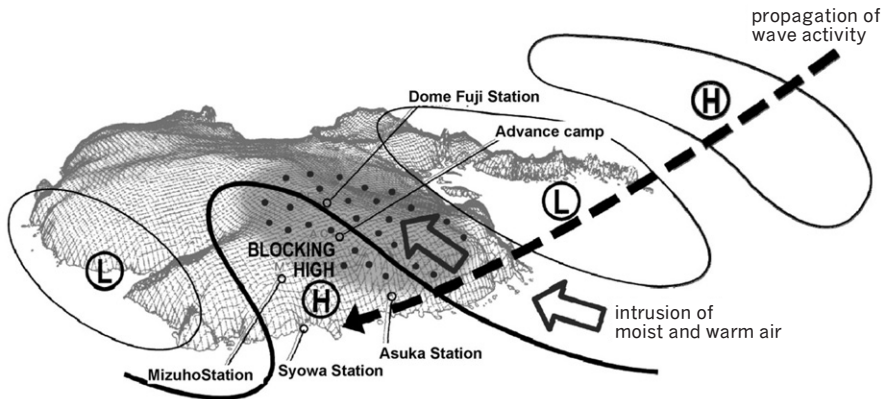 propagation of
wave activity
H
Dome Fuji Station
Advance camp
L
BLOCKING
HIGH
L
H
intrusion of
moist and warm air
Asuka Station
MizuhoStation
Syowa Station